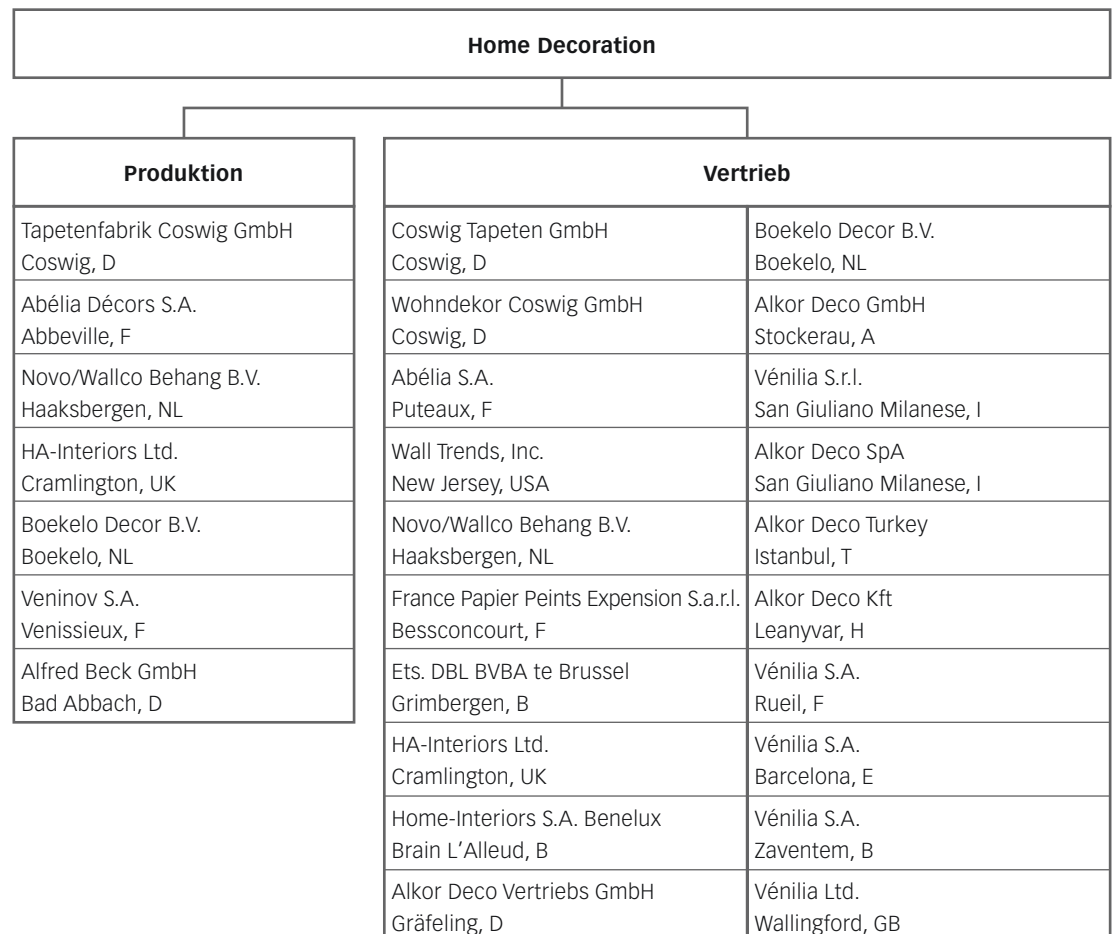 Home Decoration
Produktion
Tapetenfabrik Coswig GmbH
Coswig, D
Abélia Décors S.A.
Abbeville, F
Novo/Wallco Behang B.V.
Haaksbergen, NL
HA-Interiors Ltd.
Cramlington, UK
Boekelo Decor B.V.
Boekelo, NL
Veninov S.A.
Venissieux, F
Alfred Beck GmbH
Bad Abbach, D
Vertrieb
Coswig Tapeten GmbH
Coswig, D
Wohndekor Coswig GmbH
Coswig, D
Abélia S.A.
Puteaux, F
Wall Trends, Inc.
New Jersey, USA
Novo/Wallco Behang B.V.
Haaksbergen, NL
France Papier Peints Expension S.a.r.l.
Bessconcourt, F
Ets. DBL BVBA te Brussel
Grimbergen, B
HA-Interiors Ltd.
Cramlington, UK
Home-Interiors S.A. Benelux
Brain L'Alleud, B
Alkor Deco Vertriebs GmbH
Gräfeling, D
Boekelo Decor B.V.
Boekelo, NL
Alkor Deco GmbH
Stockerau, A
Vénilia S.r.l.
San Giuliano Milanese, I
Alkor Deco SpA
San Giuliano Milanese, I
Alkor Deco Turkey
Istanbul, T
Alkor Deco Kft
Leanyvar, H
Vénilia S.A.
Rueil, F
Vénilia S.A.
Barcelona, E
Vénilia S.A.
Zaventem, B
Vénilia Ltd.
Wallingford, GB